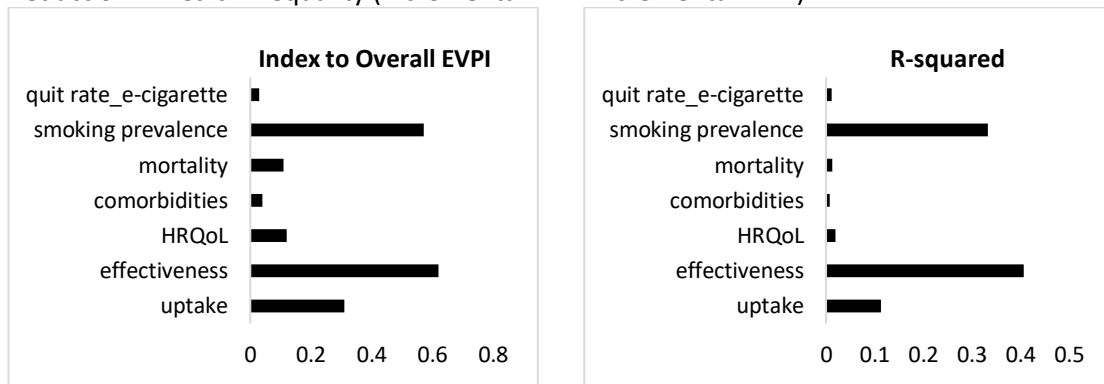 Index to Overall EVPI
quit rate_e-cigarette
smoking prevalence
mortality
comorbidities
HRQoL
effectiveness
uptake
0 0.2 0.4 0.6 0.8
R-squared
quit rate_e-cigarette
smoking prevalence
mortality
comorbidities
HRQoL
effectiveness
uptake
0 0.1 0.2 0.3 0.4 0.5